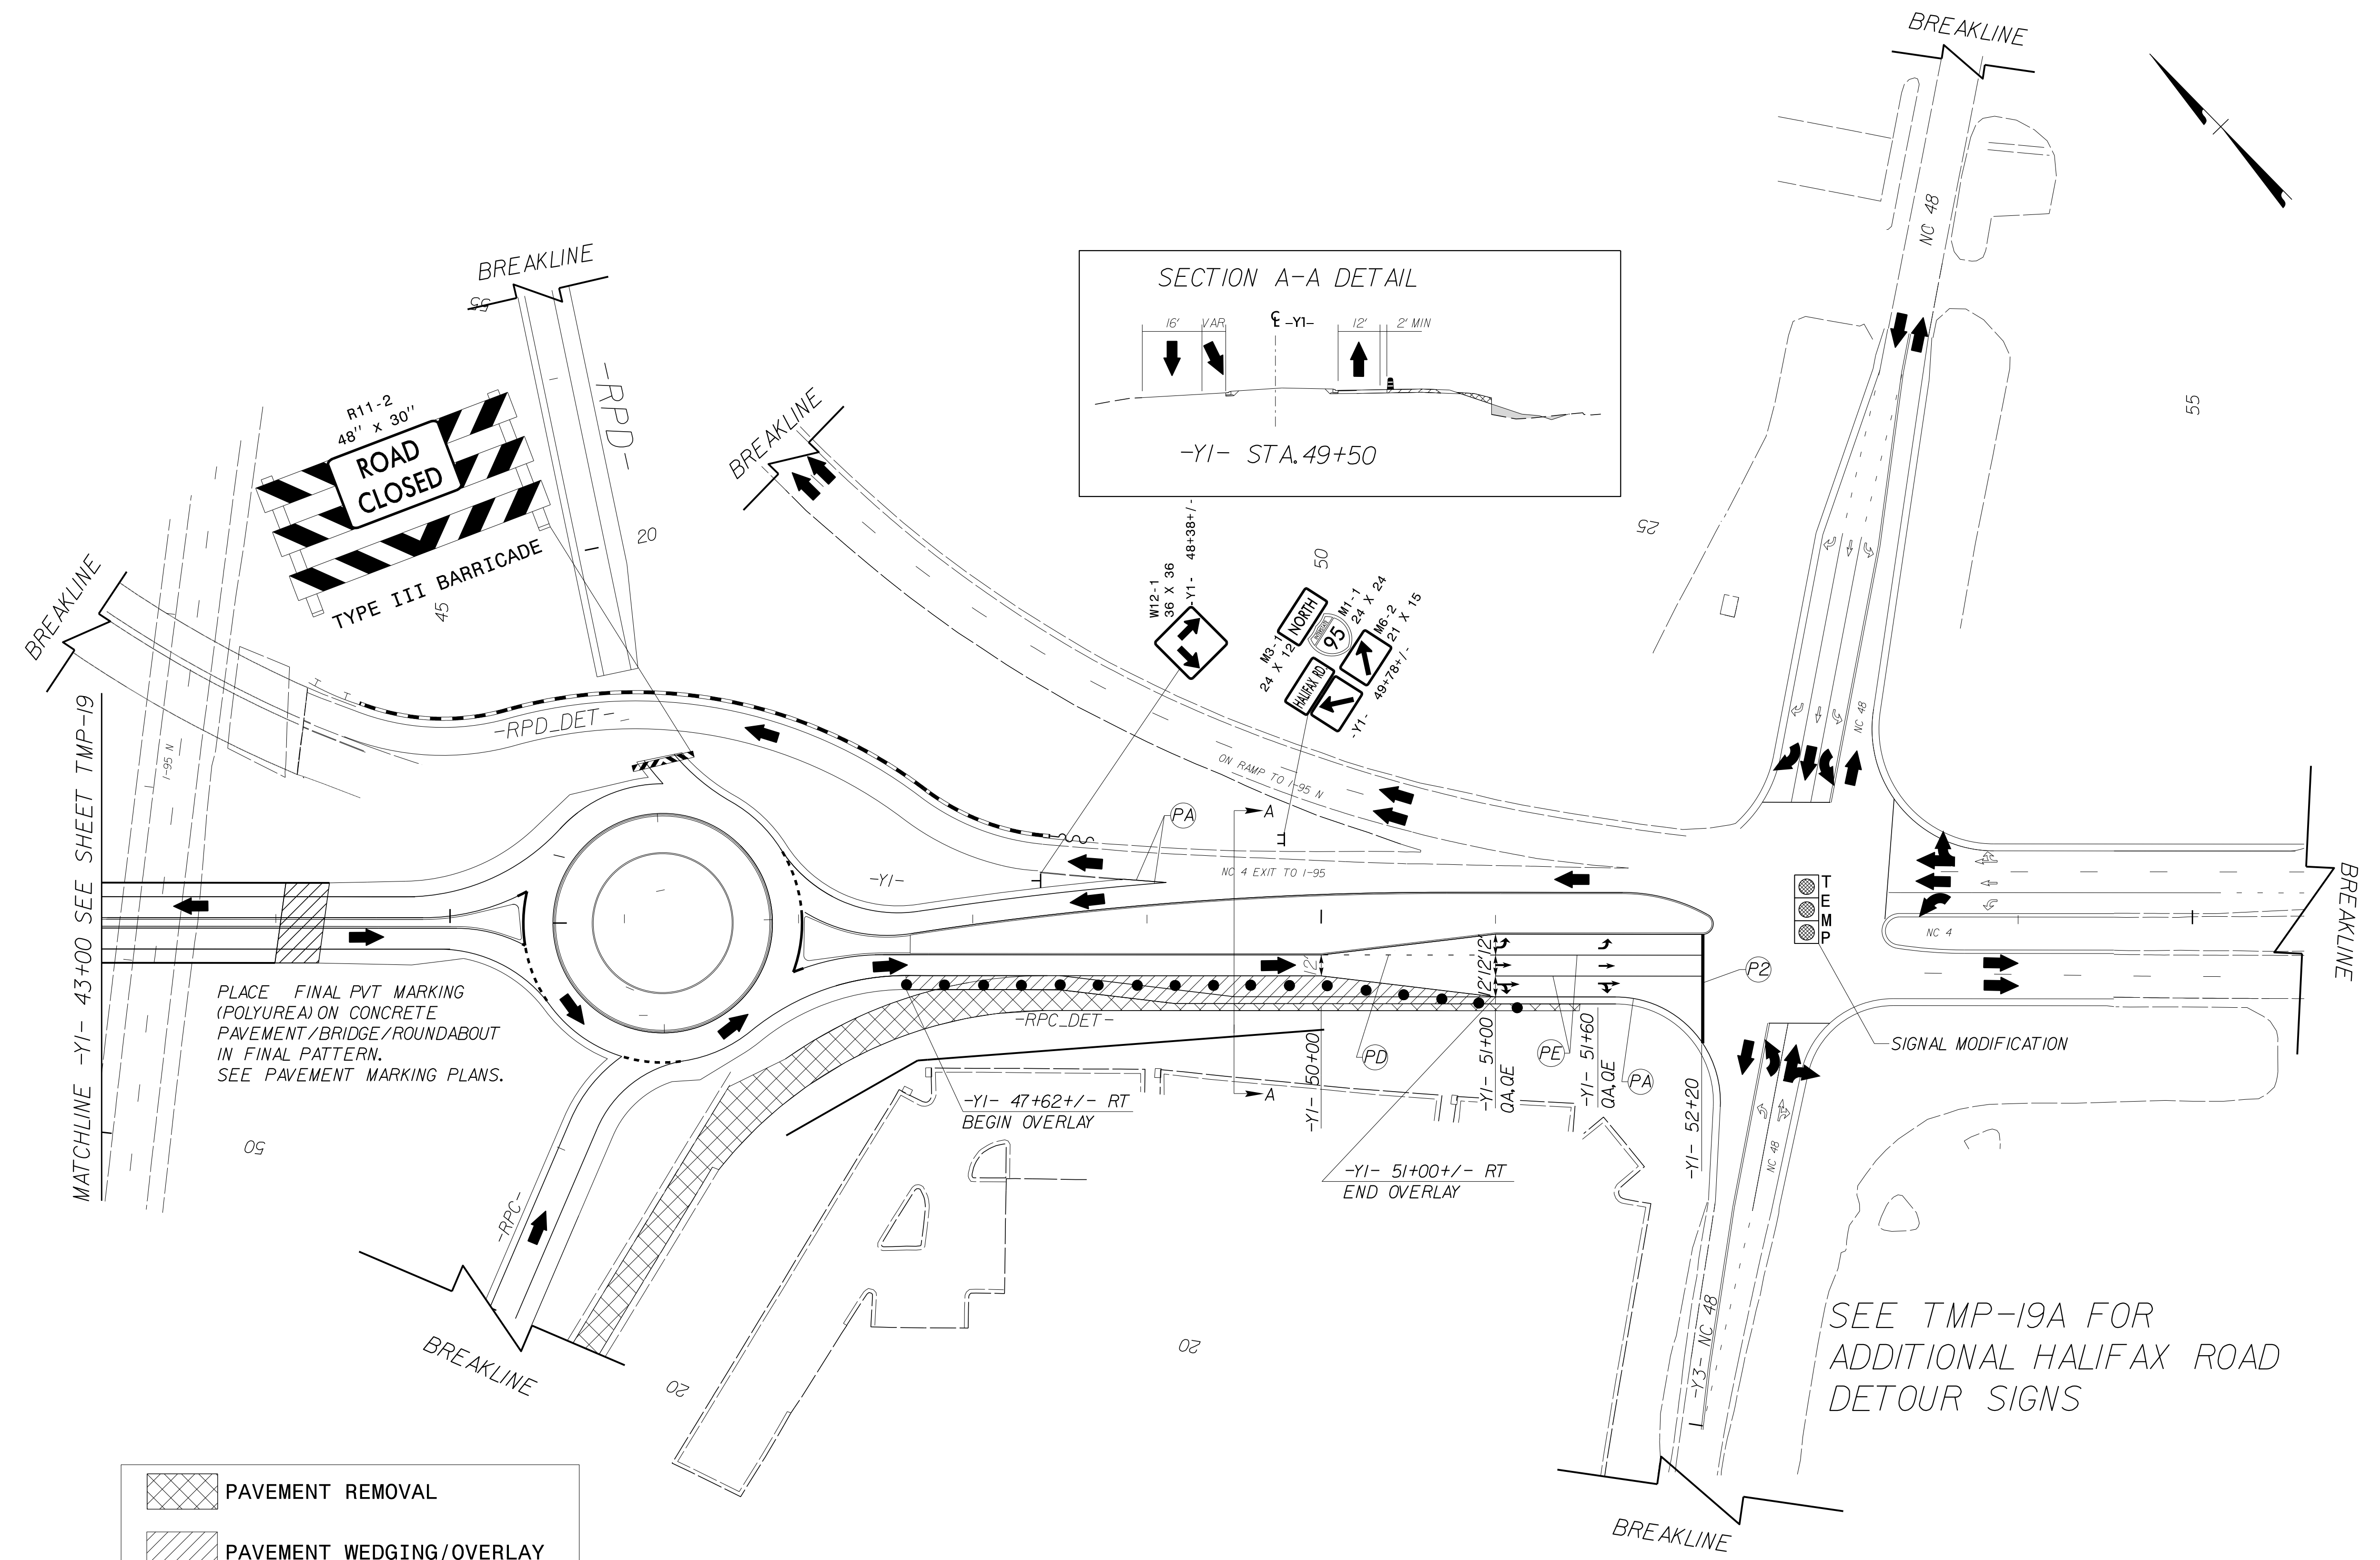 BREAKLINE
NC 48
BREAKLINE
55
-RPD-
20
R11-2
48" x 30"
ROAD
CLOSED
TYPE III BARRICADE
45
BREAKLINE
SECTION A-A DETAIL
16'
VAR
℄ -Y1-
12'
2' MIN
-Y1- STA. 49+50
55
25
50
W12-1
36 X 36
-Y1- 48+38+/-
M3-1
24 X 12
NORTH
95
M1-1
24 X 24
HALIFAX RD
M6-2
21 X 15
-Y1- 49+78+/-
BREAKLINE
MATCHLINE -Y1- 43+00 SEE SHEET TMP-19
I-95 N
-RPD_DET-
ON RAMP TO I-95 N
PA
A
NC 4 EXIT TO I-95
-Y1-
NC 48
T
E
M
P
NC 4
BREAKLINE
P2
SIGNAL MODIFICATION
12'
12'
12'
12'
PLACE FINAL PVT MARKING
(POLYUREA) ON CONCRETE
PAVEMENT/BRIDGE/ROUNDABOUT
IN FINAL PATTERN.
SEE PAVEMENT MARKING PLANS.
-RPC_DET-
PD
PE
PA
A
-Y1- 47+62+/- RT
BEGIN OVERLAY
-Y1- 50+00
-Y1- 51+00
QA,QE
-Y1- 51+60
QA,QE
-Y1- 52+20
-Y1- 51+00+/- RT
END OVERLAY
NC 48
50
-RPC-
BREAKLINE
20
20
-Y3- NC 48
SEE TMP-19A FOR
ADDITIONAL HALIFAX ROAD
DETOUR SIGNS
BREAKLINE
PAVEMENT REMOVAL
PAVEMENT WEDGING/OVERLAY